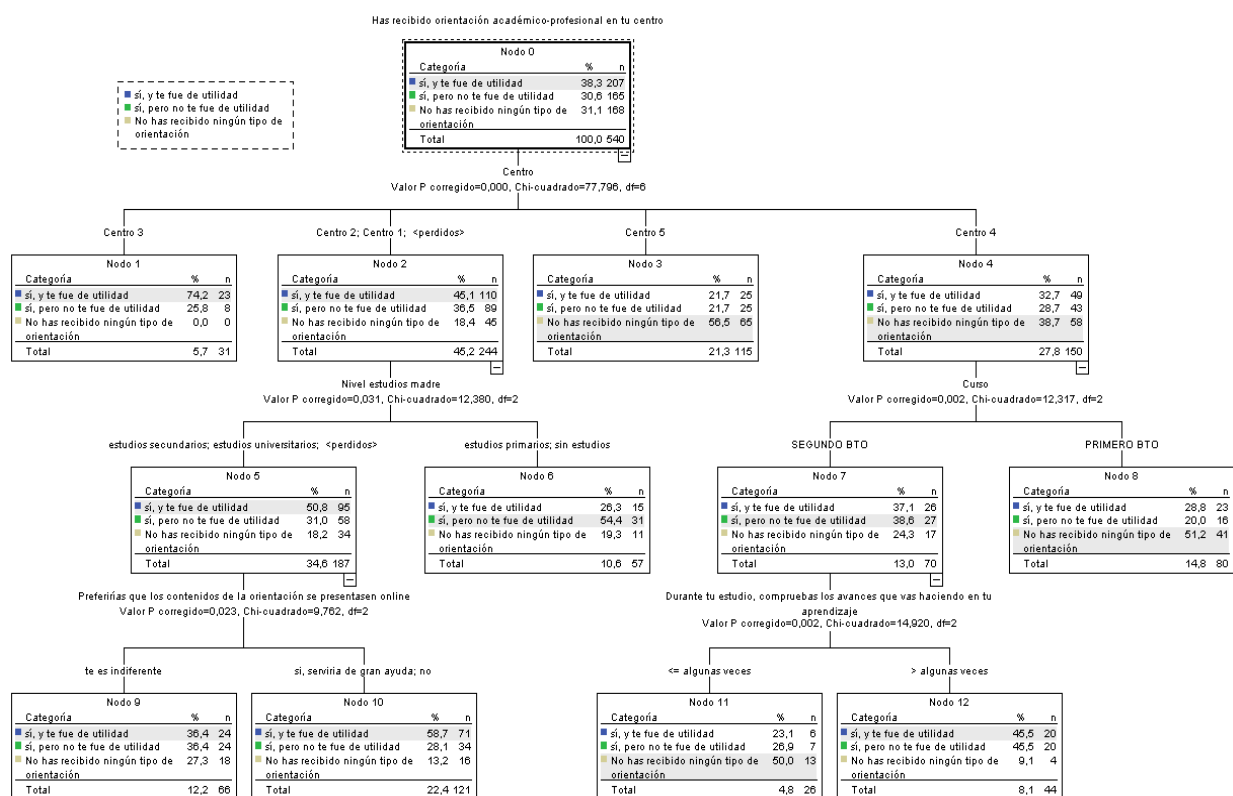 Has recibido orientación académico-profesional en tu centro
sí, y te fue de utilidad
sí, pero no te fue de utilidad
No has recibido ningún tipo de
orientación
Nodo 0
Categoría % n
sí, y te fue de utilidad 38,3 207
sí, pero no te fue de utilidad 30,6 165
No has recibido ningún tipo de 31,1 168
orientación
Total 100,0 540
Centro
Valor P corregido=0,000, Chi-cuadrado=77,796, df=6
Centro 3
Centro 2; Centro 1; <perdidos>
Centro 5
Centro 4
Nodo 1
Categoría % n
sí, y te fue de utilidad 74,2 23
sí, pero no te fue de utilidad 25,8 8
No has recibido ningún tipo de 0,0 0
orientación
Total 5,7 31
Nodo 2
Categoría % n
sí, y te fue de utilidad 45,1 110
sí, pero no te fue de utilidad 36,5 89
No has recibido ningún tipo de 18,4 45
orientación
Total 45,2 244
Nodo 3
Categoría % n
sí, y te fue de utilidad 21,7 25
sí, pero no te fue de utilidad 21,7 25
No has recibido ningún tipo de 56,5 65
orientación
Total 21,3 115
Nodo 4
Categoría % n
sí, y te fue de utilidad 32,7 49
sí, pero no te fue de utilidad 28,7 43
No has recibido ningún tipo de 38,7 58
orientación
Total 27,8 150
Nivel estudios madre
Valor P corregido=0,031, Chi-cuadrado=12,380, df=2
Curso
Valor P corregido=0,002, Chi-cuadrado=12,317, df=2
estudios secundarios; estudios universitarios; <perdidos>
estudios primarios; sin estudios
SEGUNDO BTO
PRIMERO BTO
Nodo 5
Categoría % n
sí, y te fue de utilidad 50,8 95
sí, pero no te fue de utilidad 31,0 58
No has recibido ningún tipo de 18,2 34
orientación
Total 34,6 187
Nodo 6
Categoría % n
sí, y te fue de utilidad 26,3 15
sí, pero no te fue de utilidad 54,4 31
No has recibido ningún tipo de 19,3 11
orientación
Total 10,6 57
Nodo 7
Categoría % n
sí, y te fue de utilidad 37,1 26
sí, pero no te fue de utilidad 38,6 27
No has recibido ningún tipo de 24,3 17
orientación
Total 13,0 70
Nodo 8
Categoría % n
sí, y te fue de utilidad 28,8 23
sí, pero no te fue de utilidad 20,0 16
No has recibido ningún tipo de 51,2 41
orientación
Total 14,8 80
Preferirías que los contenidos de la orientación se presentasen online
Valor P corregido=0,023, Chi-cuadrado=9,762, df=2
Durante tu estudio, compruebas los avances que vas haciendo en tu
aprendizaje
Valor P corregido=0,002, Chi-cuadrado=14,920, df=2
te es indiferente
si, serviria de gran ayuda; no
<= algunas veces
> algunas veces
Nodo 9
Categoría % n
sí, y te fue de utilidad 36,4 24
sí, pero no te fue de utilidad 36,4 24
No has recibido ningún tipo de 27,3 18
orientación
Total 12,2 66
Nodo 10
Categoría % n
sí, y te fue de utilidad 58,7 71
sí, pero no te fue de utilidad 28,1 34
No has recibido ningún tipo de 13,2 16
orientación
Total 22,4 121
Nodo 11
Categoría % n
sí, y te fue de utilidad 23,1 6
sí, pero no te fue de utilidad 26,9 7
No has recibido ningún tipo de 50,0 13
orientación
Total 4,8 26
Nodo 12
Categoría % n
sí, y te fue de utilidad 45,5 20
sí, pero no te fue de utilidad 45,5 20
No has recibido ningún tipo de 9,1 4
orientación
Total 8,1 44